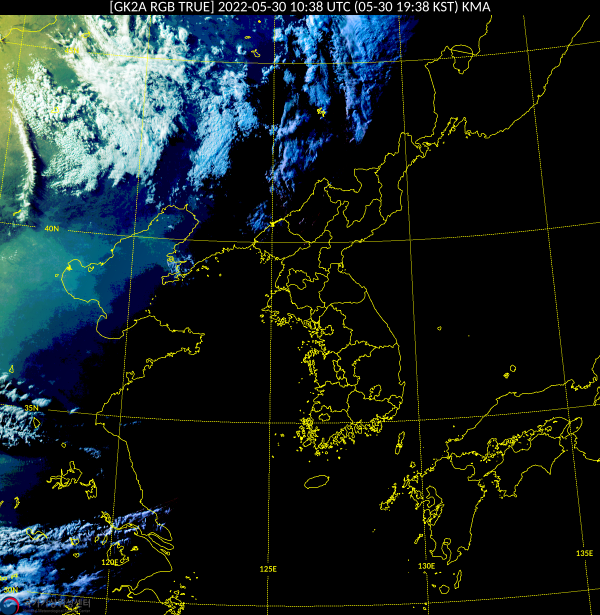 [GK2A RGB TRUE] 2022-05-30 10:38 UTC (05-30 19:38 KST) KMA
40N
35N
120E
125E
130E
135E
30N